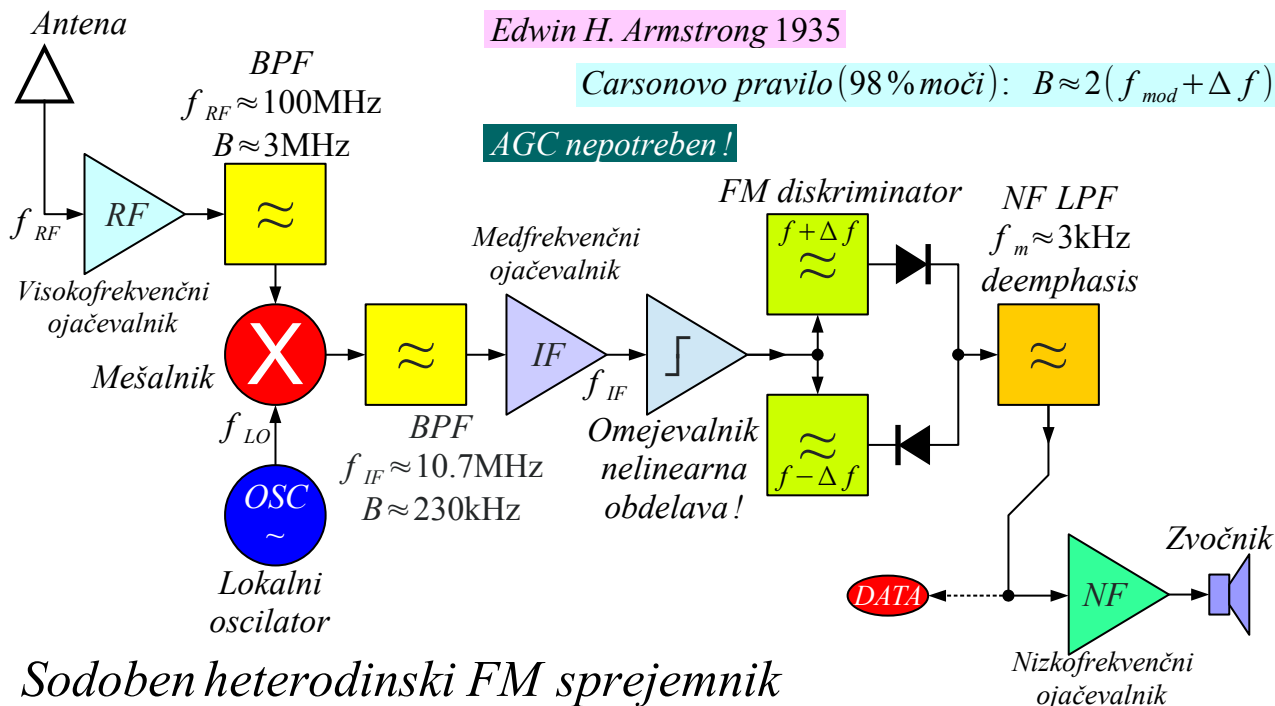 Antena
Edwin H. Armstrong 1935
Carsonovo pravilo (98% moči): B≈2(f_mod+Δf)
AGC nepotreben!
BPF
f_RF≈100MHz
B≈3MHz
f_RF
RF
≈
Visokofrekvenčni
ojačevalnik
Mešalnik
X
f_LO
OSC
~
Lokalni
oscilator
≈
BPF
f_IF≈10.7MHz
B≈230kHz
Medfrekvenčni
ojačevalnik
IF
f_IF
Omejevalnik
nelinearna
obdelava!
FM diskriminator
f+Δf
≈
≈
f−Δf
NF LPF
f_m≈3kHz
deemphasis
≈
DATA
NF
Zvočnik
Nizkofrekvenčni
ojačevalnik
Sodoben heterodinski FM sprejemnik